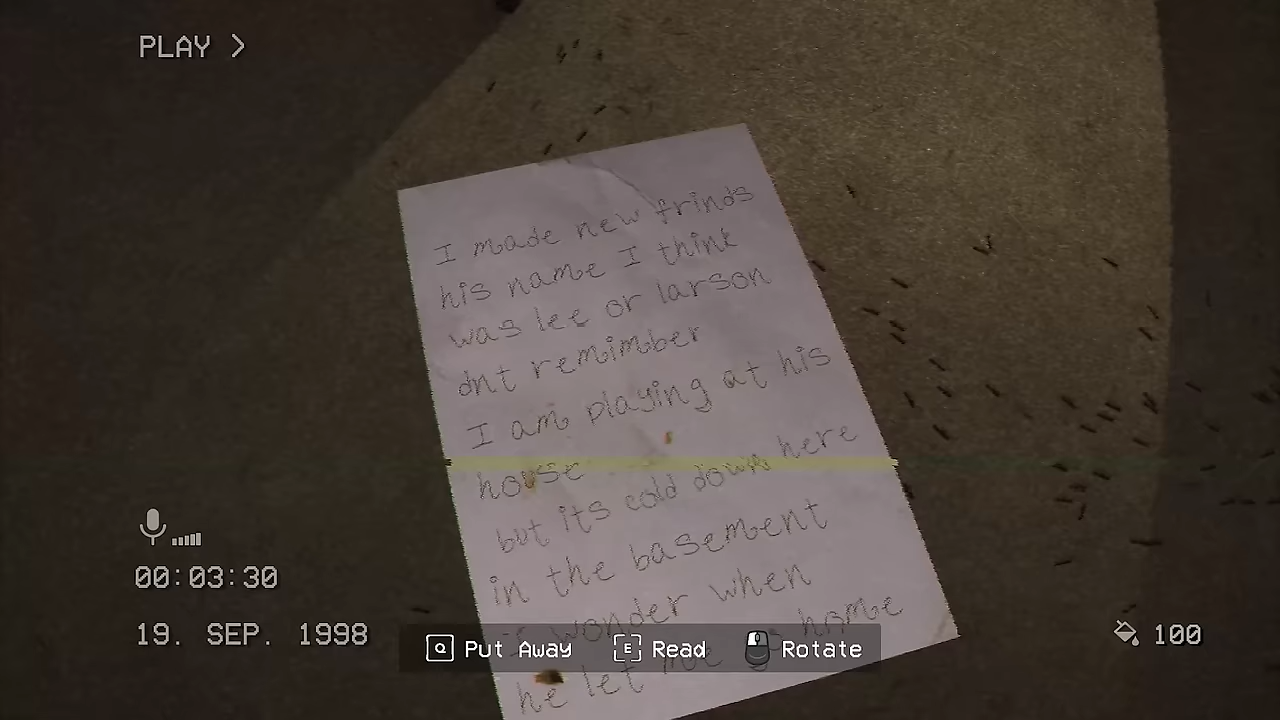 PLAY >
I made new frinds
his name I think
was lee or larson
dnt remimber
I am playing at his
house
but its cold down here
in the basement
I wonder when
he let me home
00:03:30
19. SEP. 1998
Q Put Away E Read Rotate
100